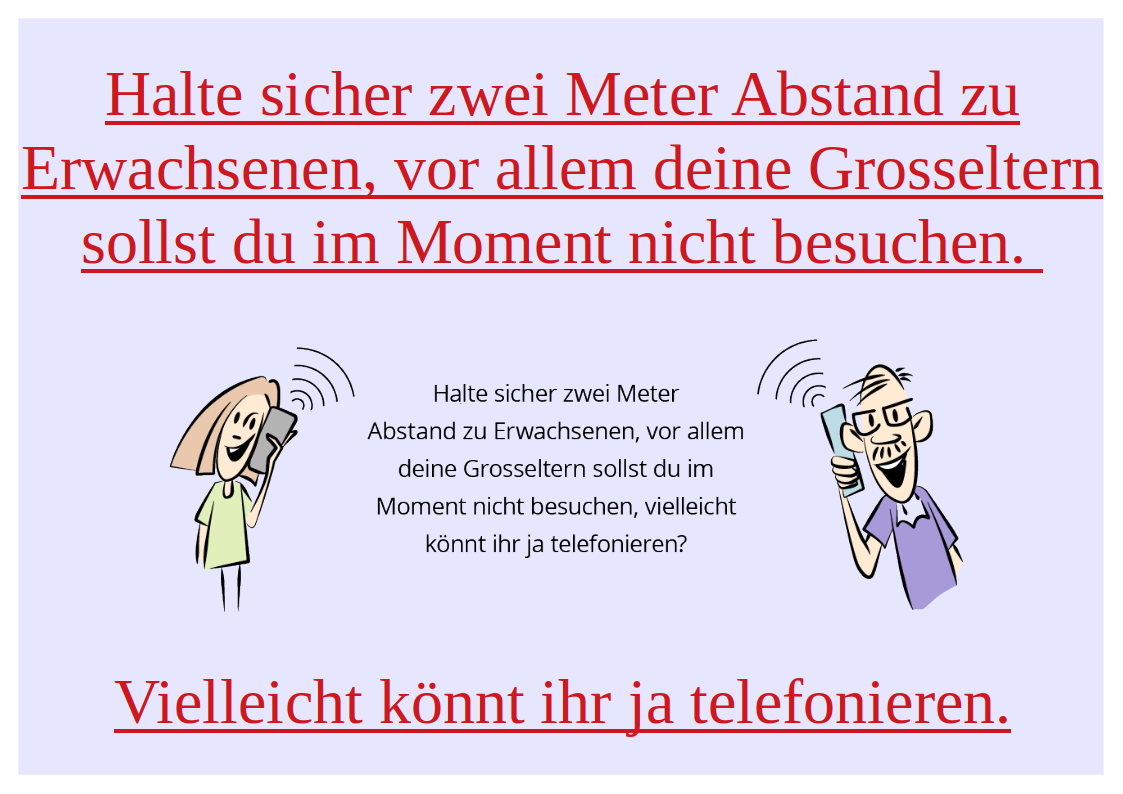 Halte sicher zwei Meter Abstand zu
Erwachsenen, vor allem deine Grosseltern
sollst du im Moment nicht besuchen.
Halte sicher zwei Meter
Abstand zu Erwachsenen, vor allem
deine Grosseltern sollst du im
Moment nicht besuchen, vielleicht
könnt ihr ja telefonieren?
Vielleicht könnt ihr ja telefonieren.